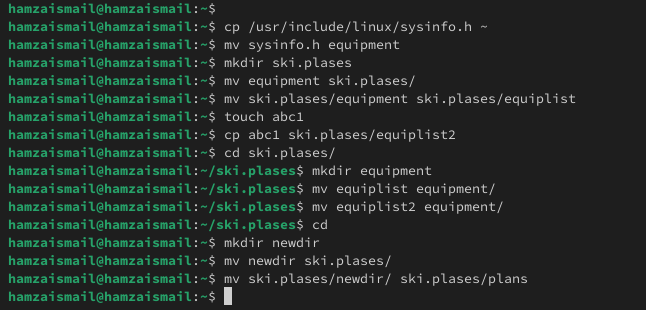 hamzaismail@hamzaismail:~$
hamzaismail@hamzaismail:~$ cp /usr/include/linux/sysinfo.h ~
hamzaismail@hamzaismail:~$ mv sysinfo.h equipment
hamzaismail@hamzaismail:~$ mkdir ski.plases
hamzaismail@hamzaismail:~$ mv equipment ski.plases/
hamzaismail@hamzaismail:~$ mv ski.plases/equipment ski.plases/equiplist
hamzaismail@hamzaismail:~$ touch abc1
hamzaismail@hamzaismail:~$ cp abc1 ski.plases/equiplist2
hamzaismail@hamzaismail:~$ cd ski.plases/
hamzaismail@hamzaismail:~/ski.plases$ mkdir equipment
hamzaismail@hamzaismail:~/ski.plases$ mv equiplist equipment/
hamzaismail@hamzaismail:~/ski.plases$ mv equiplist2 equipment/
hamzaismail@hamzaismail:~/ski.plases$ cd
hamzaismail@hamzaismail:~$ mkdir newdir
hamzaismail@hamzaismail:~$ mv newdir ski.plases/
hamzaismail@hamzaismail:~$ mv ski.plases/newdir/ ski.plases/plans
hamzaismail@hamzaismail:~$